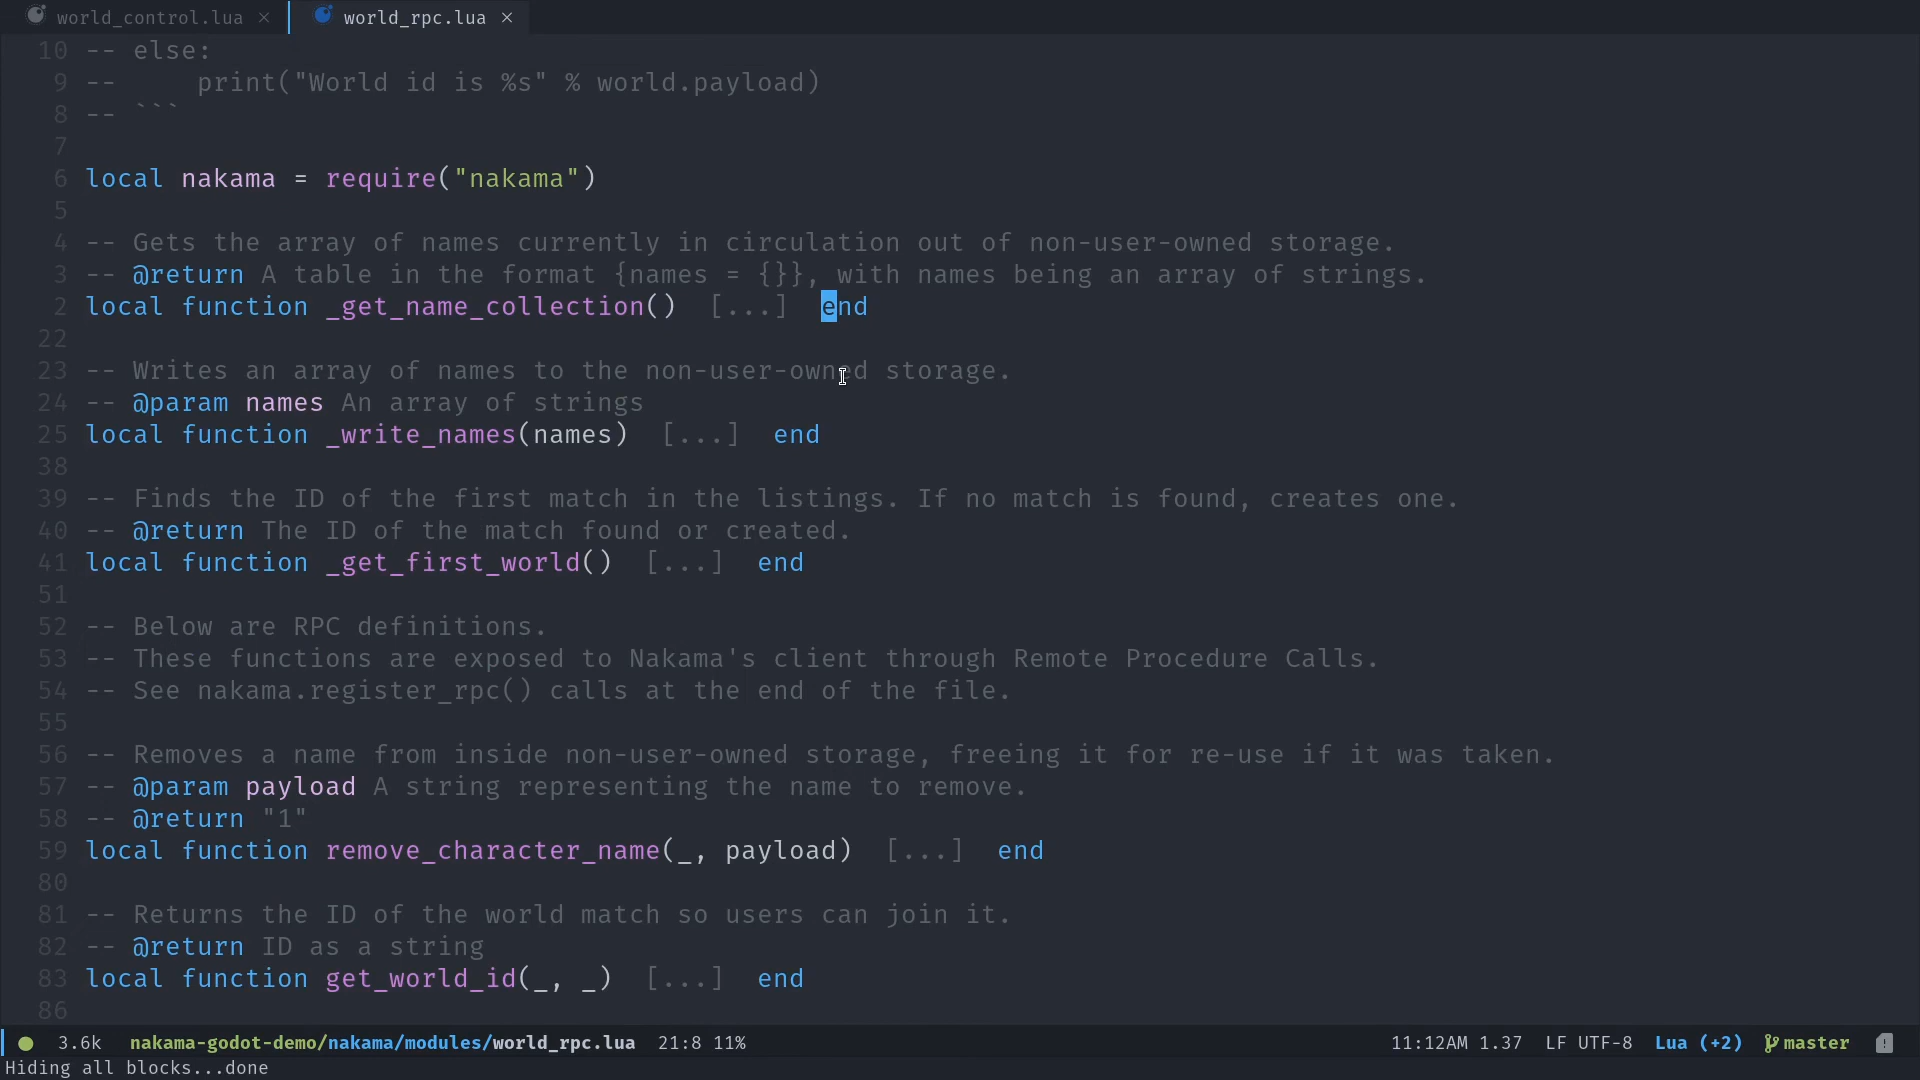 world_control.lua × world_rpc.lua ×
10 -- else:
9 --     print("World id is %s" % world.payload)
8 -- ```
7
6 local nakama = require("nakama")
5
4 -- Gets the array of names currently in circulation out of non-user-owned storage.
3 -- @return A table in the format {names = {}}, with names being an array of strings.
2 local function _get_name_collection() [...] end
22
23 -- Writes an array of names to the non-user-owned storage.
24 -- @param names An array of strings
25 local function _write_names(names) [...] end
38
39 -- Finds the ID of the first match in the listings. If no match is found, creates one.
40 -- @return The ID of the match found or created.
41 local function _get_first_world() [...] end
51
52 -- Below are RPC definitions.
53 -- These functions are exposed to Nakama's client through Remote Procedure Calls.
54 -- See nakama.register_rpc() calls at the end of the file.
55
56 -- Removes a name from inside non-user-owned storage, freeing it for re-use if it was taken.
57 -- @param payload A string representing the name to remove.
58 -- @return "1"
59 local function remove_character_name(_, payload) [...] end
80
81 -- Returns the ID of the world match so users can join it.
82 -- @return ID as a string
83 local function get_world_id(_, _) [...] end
86
3.6k nakama-godot-demo/nakama/modules/world_rpc.lua 21:8 11% 11:12AM 1.37 LF UTF-8 Lua (+2) master
Hiding all blocks...done